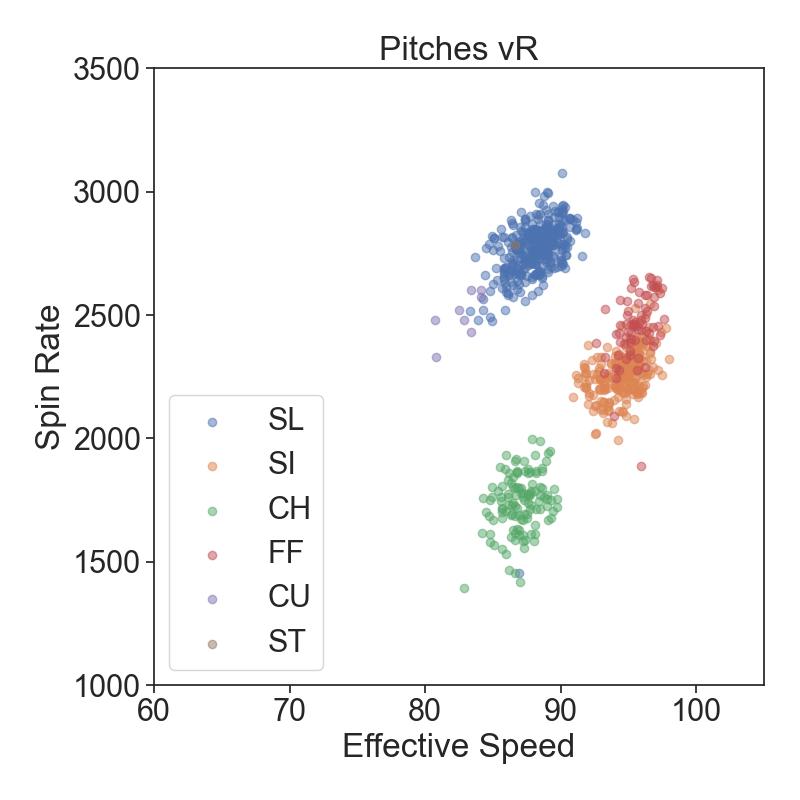 Pitches vR
3500
3000
2500
2000
1500
1000
Spin Rate
SL
SI
CH
FF
CU
ST
60 70 80 90 100
Effective Speed